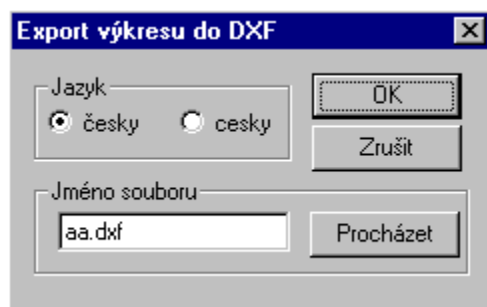 Export výkresu do DXF
Jazyk
česky
cesky
OK
Zrušit
Jméno souboru
aa.dxf
Procházet